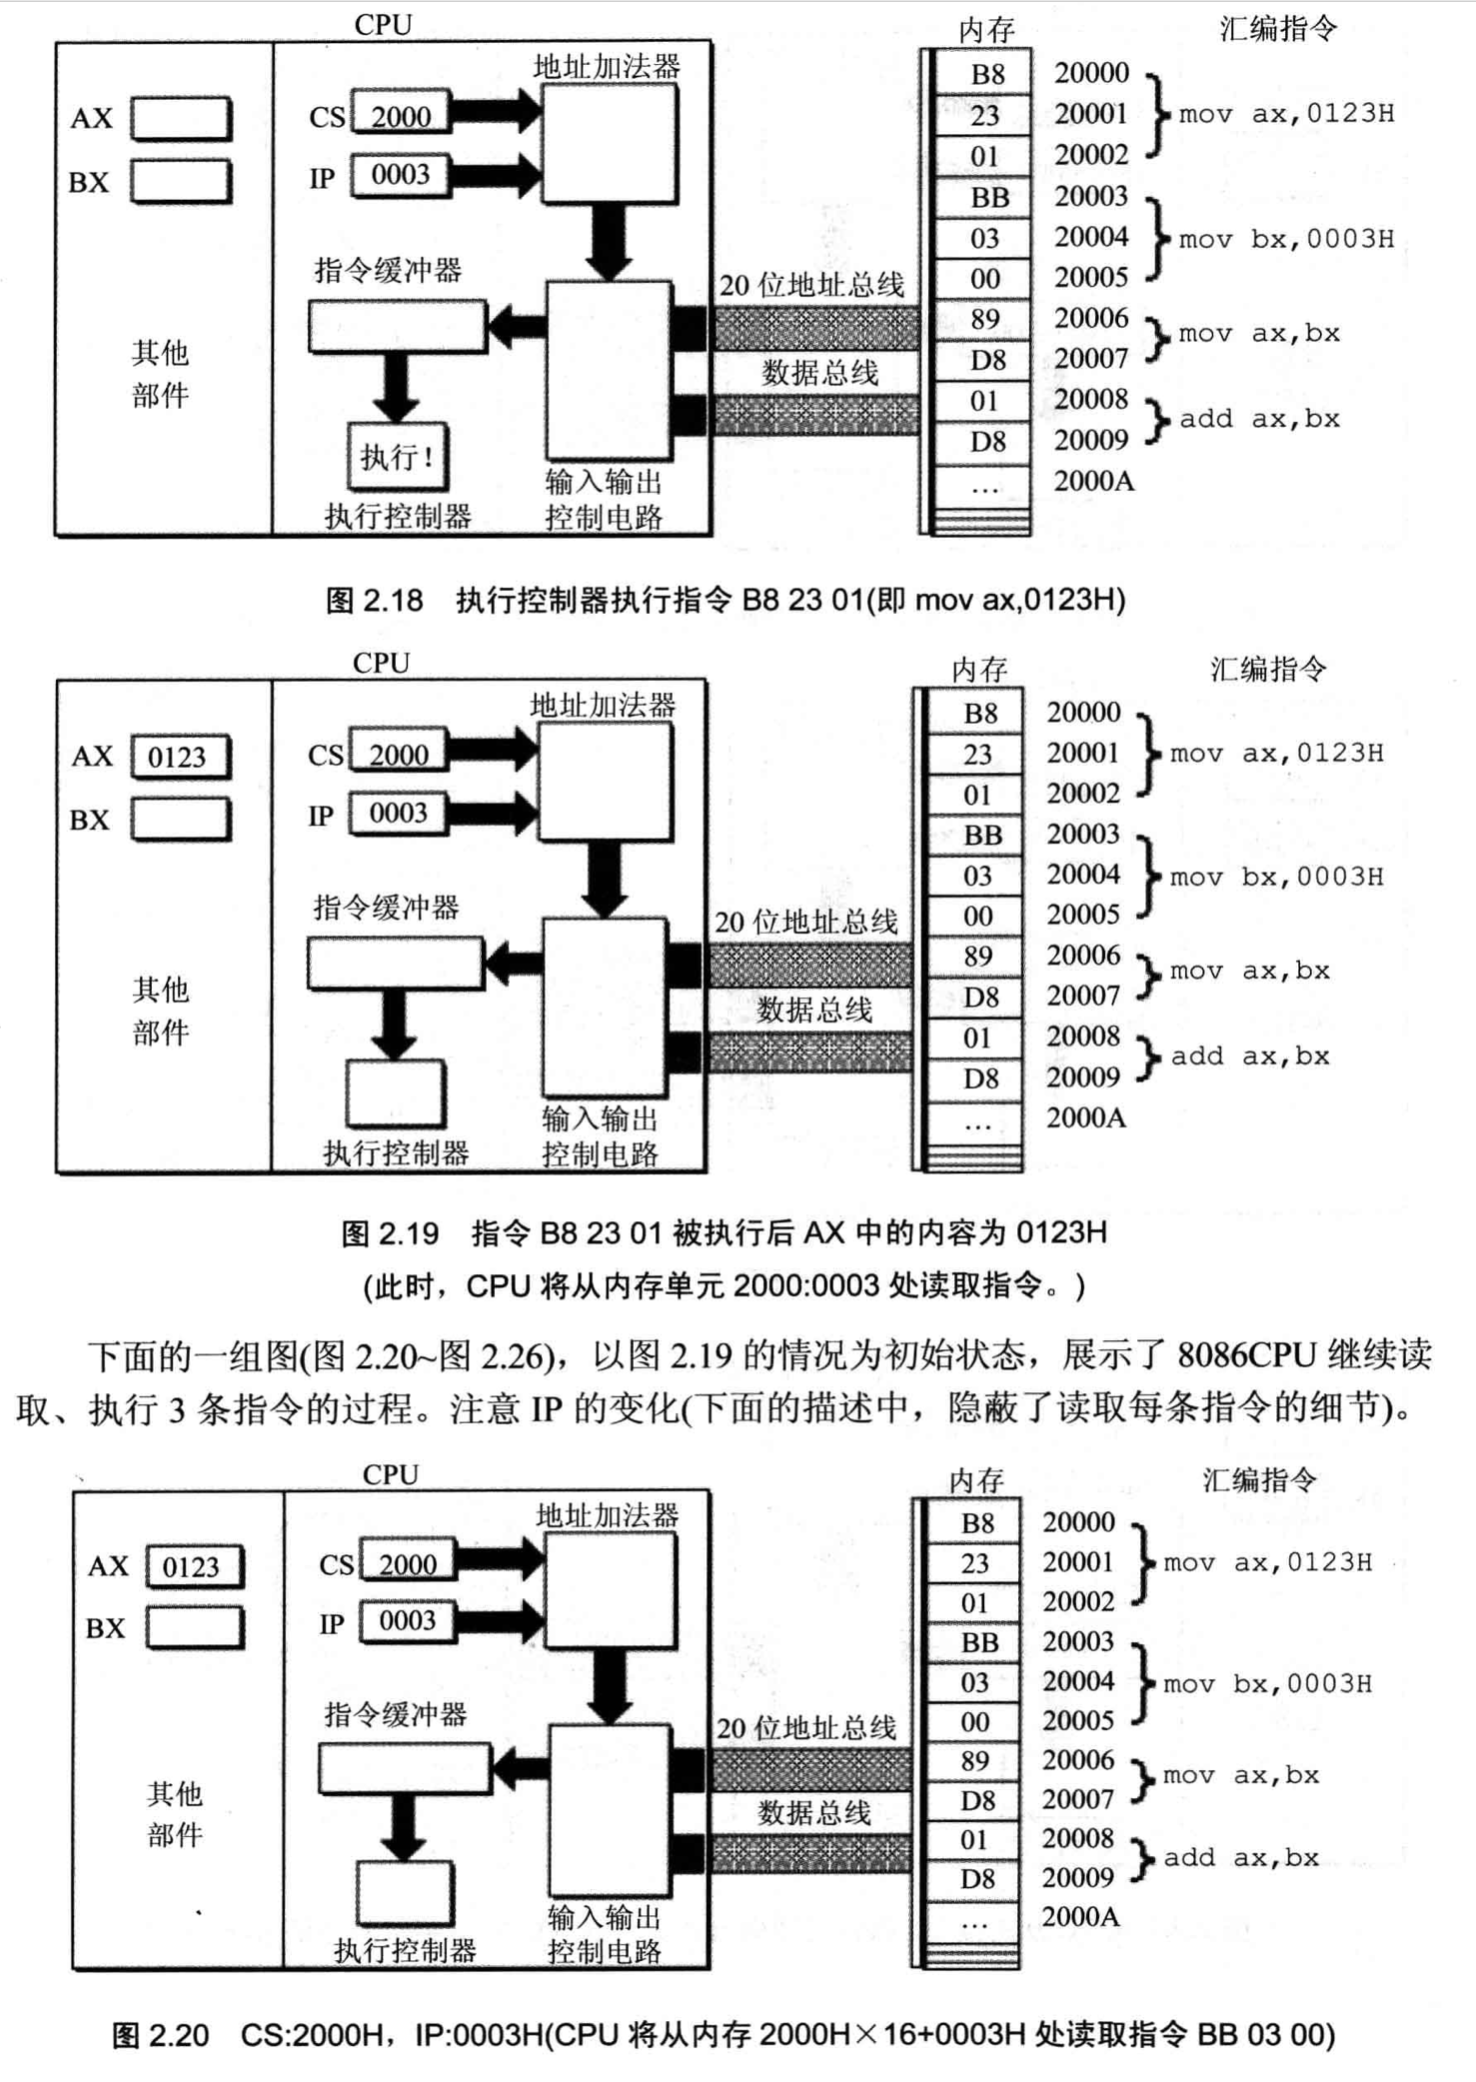 CPU
内存 汇编指令
地址加法器
B8 20000
AX CS 2000
23 20001 mov ax,0123H
01 20002
BX IP 0003
BB 20003
03 20004 mov bx,0003H
指令缓冲器
00 20005
20 位地址总线
89 20006
mov ax,bx
其他
部件
D8 20007
数据总线
01 20008
add ax,bx
D8 20009
执行!
… 2000A
输入输出
控制电路
执行控制器
图 2.18 执行控制器执行指令 B8 23 01(即 mov ax,0123H)
CPU
内存 汇编指令
地址加法器
B8 20000
AX 0123 CS 2000
23 20001 mov ax,0123H
01 20002
BX IP 0003
BB 20003
03 20004 mov bx,0003H
指令缓冲器
00 20005
20 位地址总线
89 20006
mov ax,bx
其他
部件
D8 20007
数据总线
01 20008
add ax,bx
D8 20009
… 2000A
输入输出
控制电路
执行控制器
图 2.19 指令 B8 23 01 被执行后 AX 中的内容为 0123H
(此时，CPU 将从内存单元 2000:0003 处读取指令。)
下面的一组图(图 2.20~图 2.26)，以图 2.19 的情况为初始状态，展示了 8086CPU 继续读
取、执行 3 条指令的过程。注意 IP 的变化(下面的描述中，隐蔽了读取每条指令的细节)。
CPU
内存 汇编指令
地址加法器
B8 20000
AX 0123 CS 2000
23 20001 mov ax,0123H
01 20002
BX IP 0003
BB 20003
03 20004 mov bx,0003H
指令缓冲器
00 20005
20 位地址总线
89 20006
mov ax,bx
其他
部件
D8 20007
数据总线
01 20008
add ax,bx
D8 20009
… 2000A
输入输出
控制电路
执行控制器
图 2.20 CS:2000H，IP:0003H(CPU 将从内存 2000H×16+0003H 处读取指令 BB 03 00)